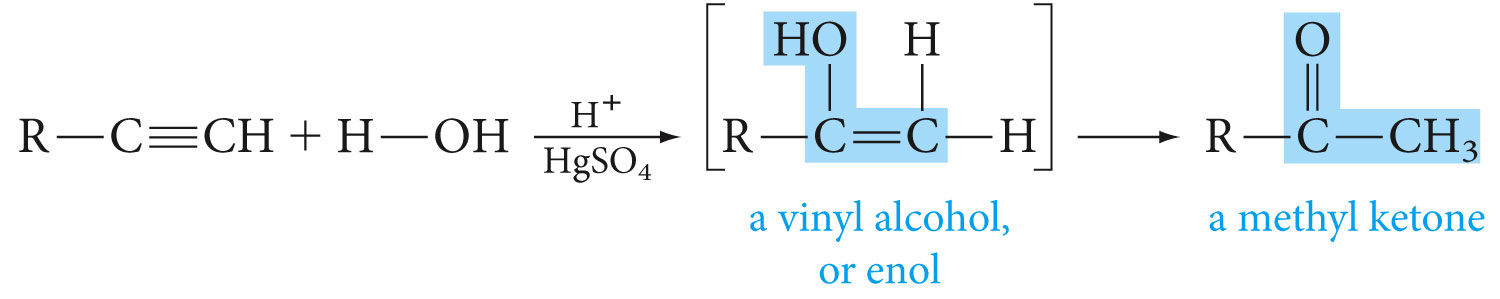 HO H O
R—C≡CH + H—OH H⁺ HgSO₄ [R—C=C—H] → R—C—CH₃
a vinyl alcohol, a methyl ketone
or enol